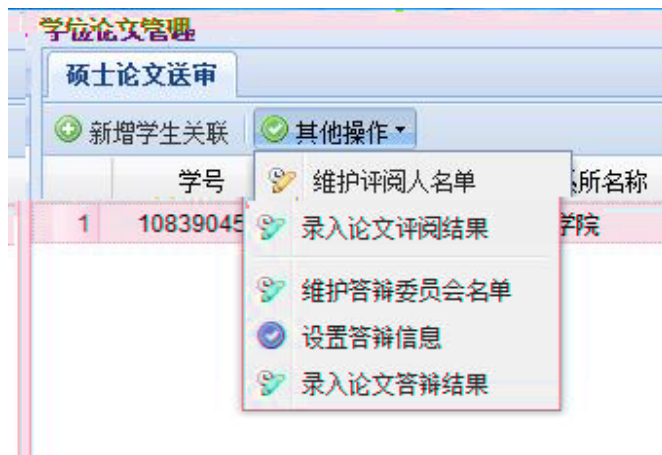 学位论文管理
硕士论文送审
新增学生关联 其他操作
学号 所名称
维护评阅人名单
1 10839045 学院
录入论文评阅结果
维护答辩委员会名单
设置答辩信息
录入论文答辩结果